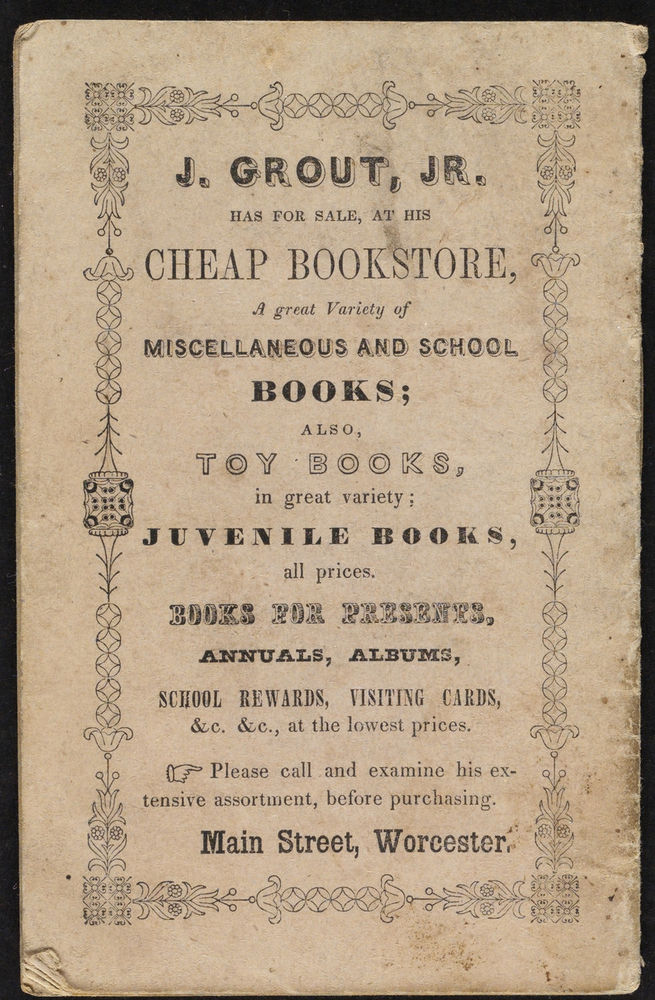 J. GROUT, JR.
HAS FOR SALE, AT HIS
CHEAP BOOKSTORE,
A great Variety of
MISCELLANEOUS AND SCHOOL
BOOKS;
ALSO,
TOY BOOKS,
in great variety;
JUVENILE BOOKS,
all prices.
BOOKS FOR PRESENTS,
ANNUALS, ALBUMS,
SCHOOL REWARDS, VISITING CARDS,
&c. &c., at the lowest prices.
☞ Please call and examine his ex-
tensive assortment, before purchasing.
Main Street, Worcester.